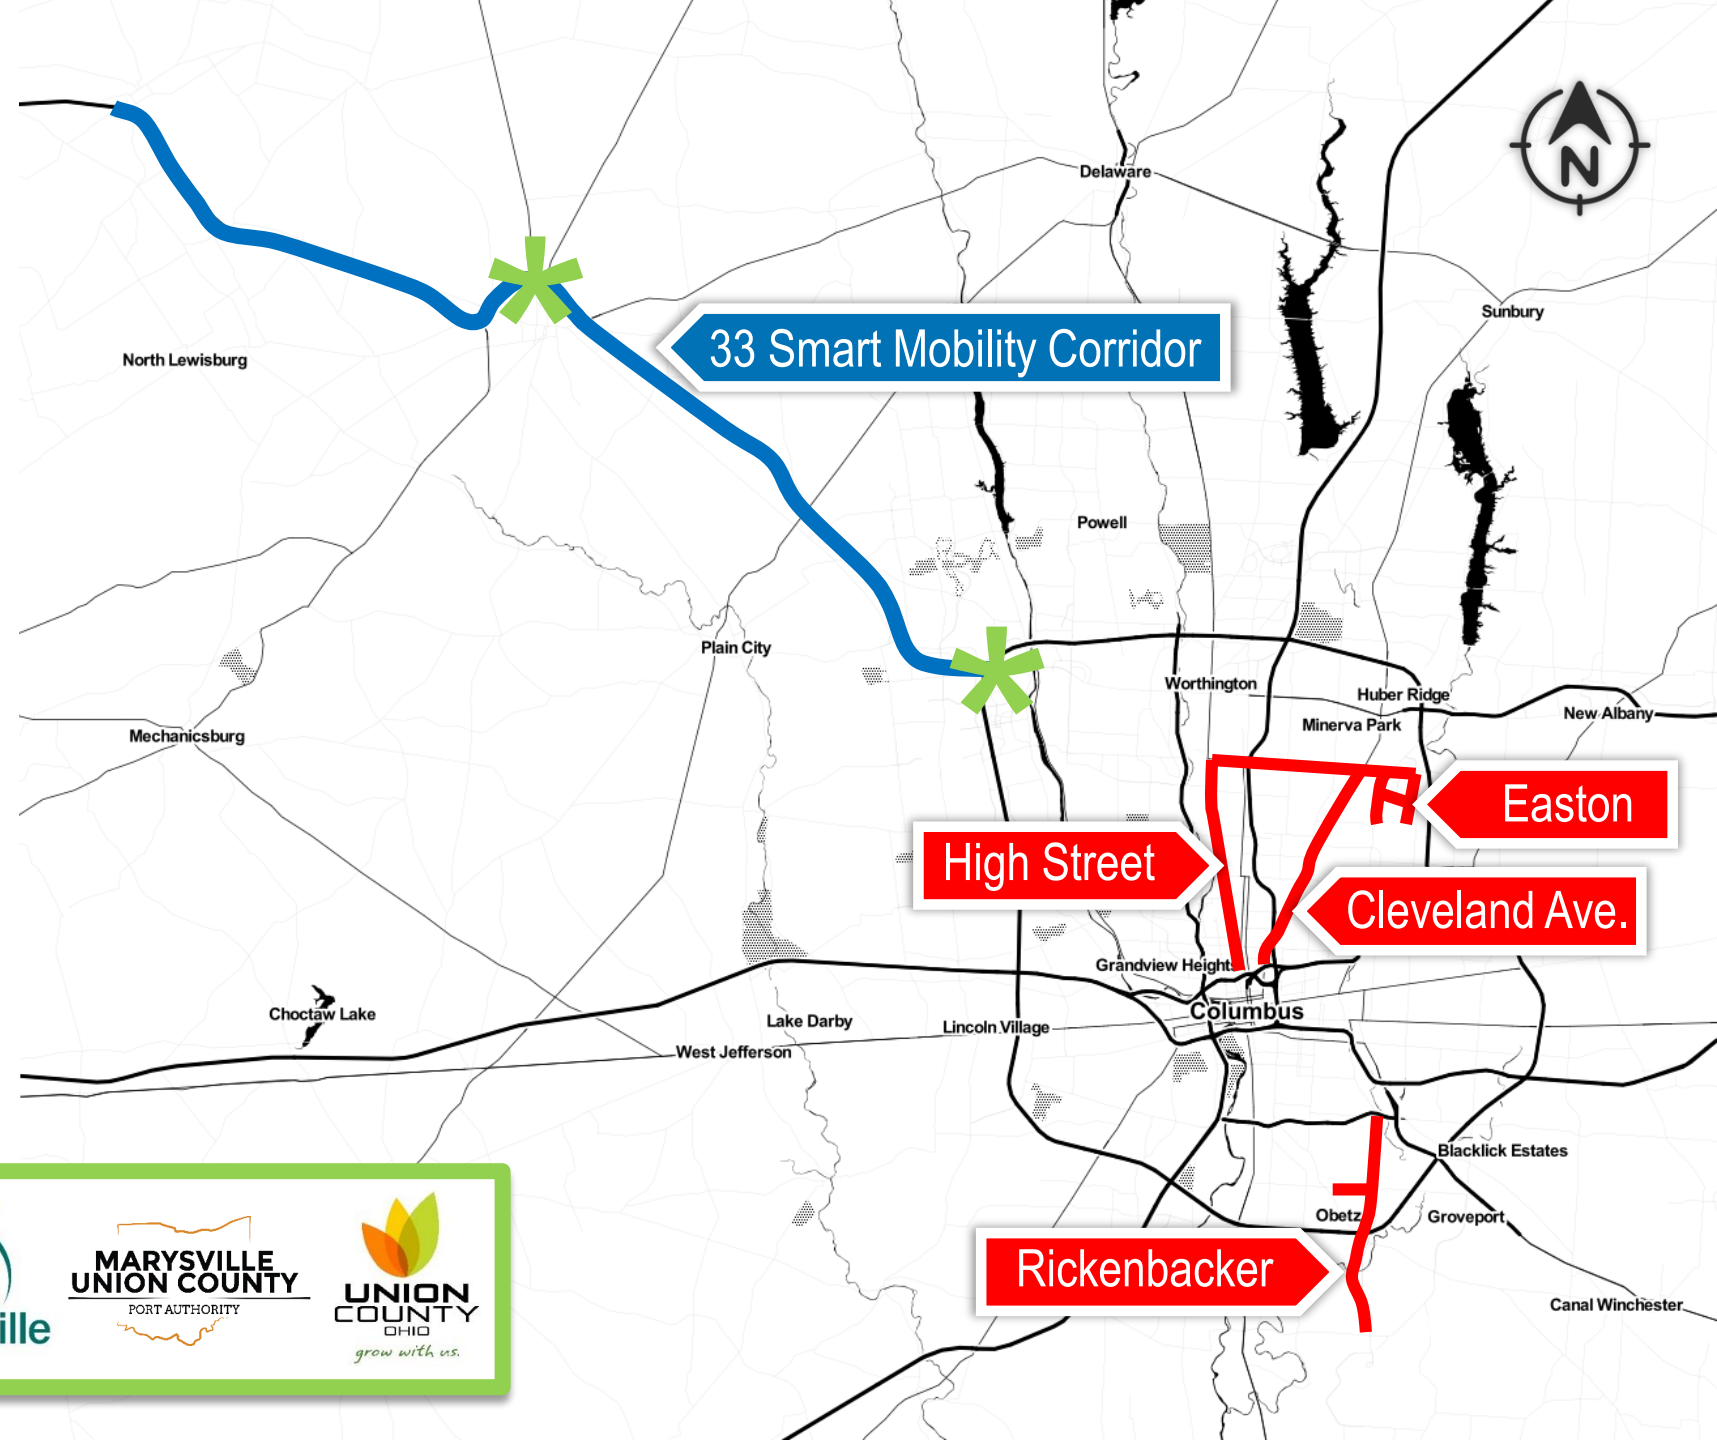 N
Delaware
Sunbury
33 Smart Mobility Corridor
North Lewisburg
Powell
Plain City
Worthington
Huber Ridge
New Albany
Minerva Park
Mechanicsburg
Easton
High Street
Cleveland Ave.
Grandview Heights
Columbus
Choctaw Lake
Lake Darby
Lincoln Village
West Jefferson
Blacklick Estates
Obetz
Groveport
Rickenbacker
Canal Winchester
ille
MARYSVILLE
UNION COUNTY
PORT AUTHORITY
UNION
COUNTY
OHIO
grow with us.